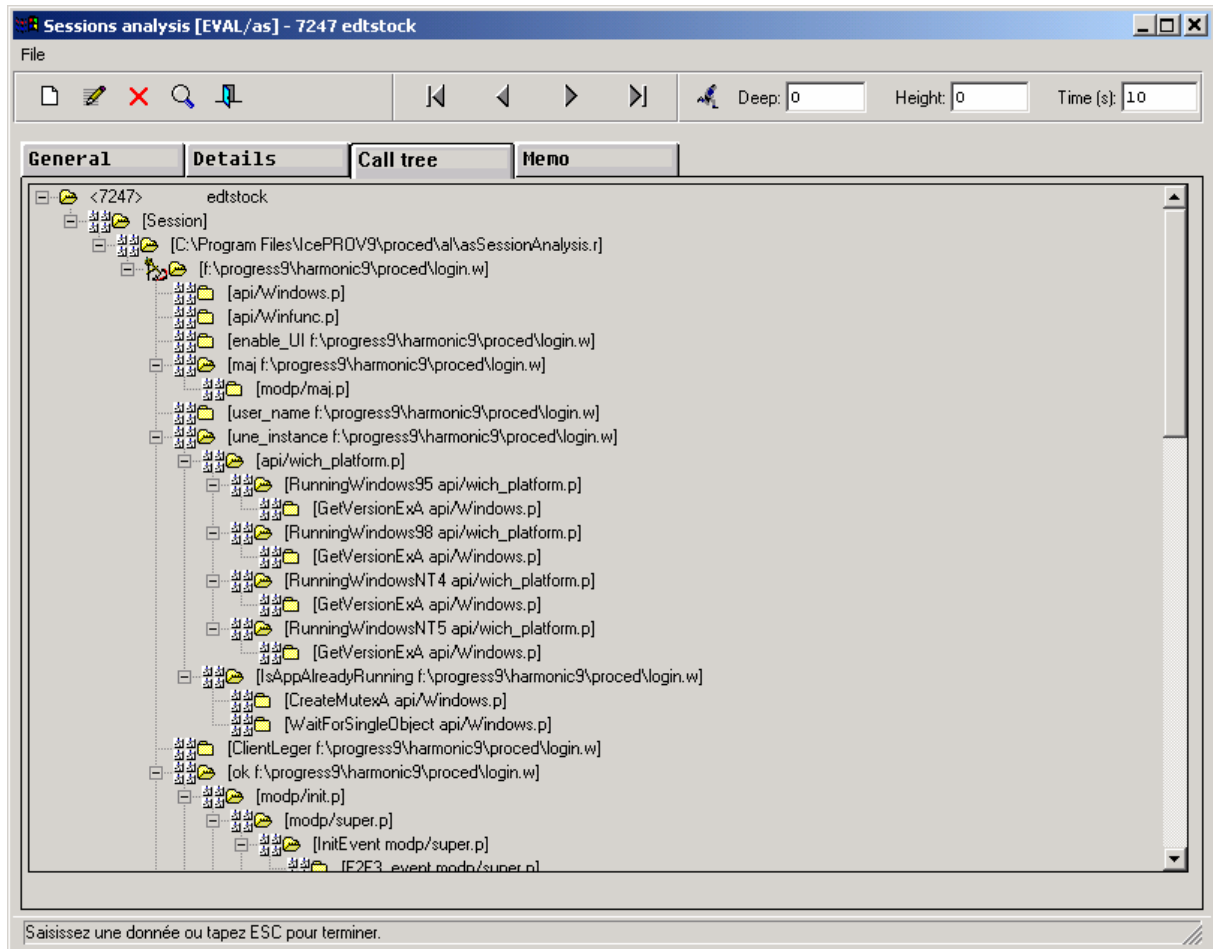 Sessions analysis [EVAL/as] - 7247 edtstock
File
Deep: 0 Height: 0 Time (s): 10
General Details Call tree Memo
<7247> edtstock
[Session]
[C:\Program Files\IcePROV9\proced\al\asSessionAnalysis.r]
[f:\progress9\harmonic9\proced\login.w]
[api/Windows.p]
[api/Winfunc.p]
[enable_UI f:\progress9\harmonic9\proced\login.w]
[maj f:\progress9\harmonic9\proced\login.w]
[modp/maj.p]
[user_name f:\progress9\harmonic9\proced\login.w]
[une_instance f:\progress9\harmonic9\proced\login.w]
[api/wich_platform.p]
[RunningWindows95 api/wich_platform.p]
[GetVersionExA api/Windows.p]
[RunningWindows98 api/wich_platform.p]
[GetVersionExA api/Windows.p]
[RunningWindowsNT4 api/wich_platform.p]
[GetVersionExA api/Windows.p]
[RunningWindowsNT5 api/wich_platform.p]
[GetVersionExA api/Windows.p]
[IsAppAlreadyRunning f:\progress9\harmonic9\proced\login.w]
[CreateMutexA api/Windows.p]
[WaitForSingleObject api/Windows.p]
[ClientLeger f:\progress9\harmonic9\proced\login.w]
[ok f:\progress9\harmonic9\proced\login.w]
[modp/init.p]
[modp/super.p]
[InitEvent modp/super.p]
[F2F3_event modp/super.p]
Saisissez une donnée ou tapez ESC pour terminer.